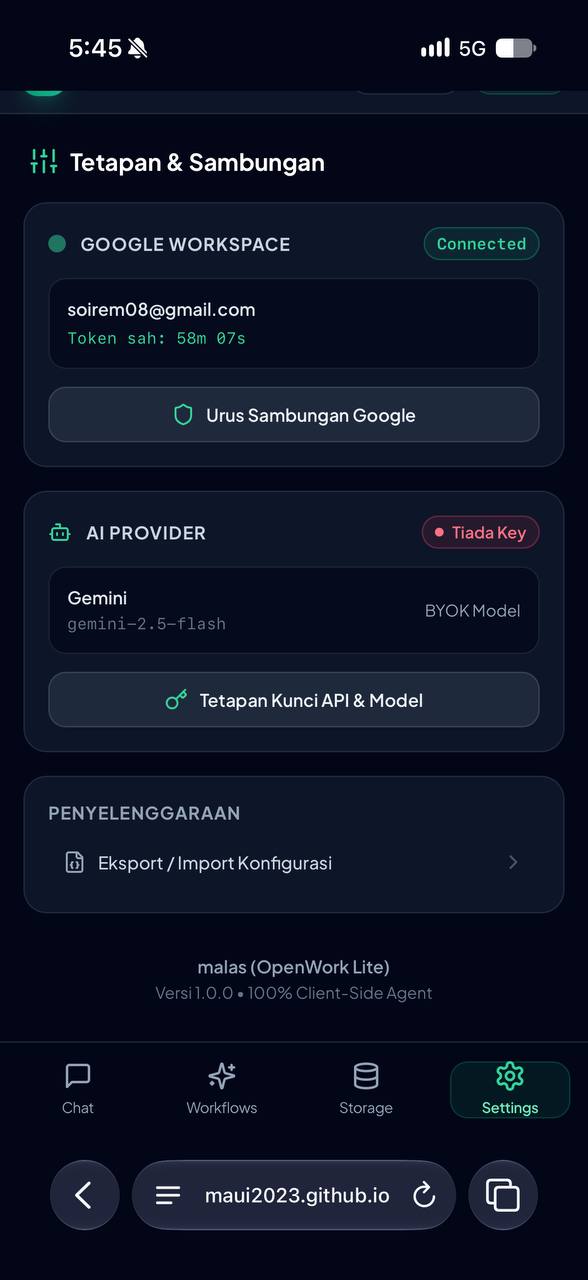 5:45
5G
Tetapan & Sambungan
GOOGLE WORKSPACE
Connected
soirem08@gmail.com
Token sah: 58m 07s
Urus Sambungan Google
AI PROVIDER
Tiada Key
Gemini
gemini-2.5-flash
BYOK Model
Tetapan Kunci API & Model
PENYELENGGARAAN
Eksport / Import Konfigurasi
malas (OpenWork Lite)
Versi 1.0.0 • 100% Client-Side Agent
Chat
Workflows
Storage
Settings
maui2023.github.io